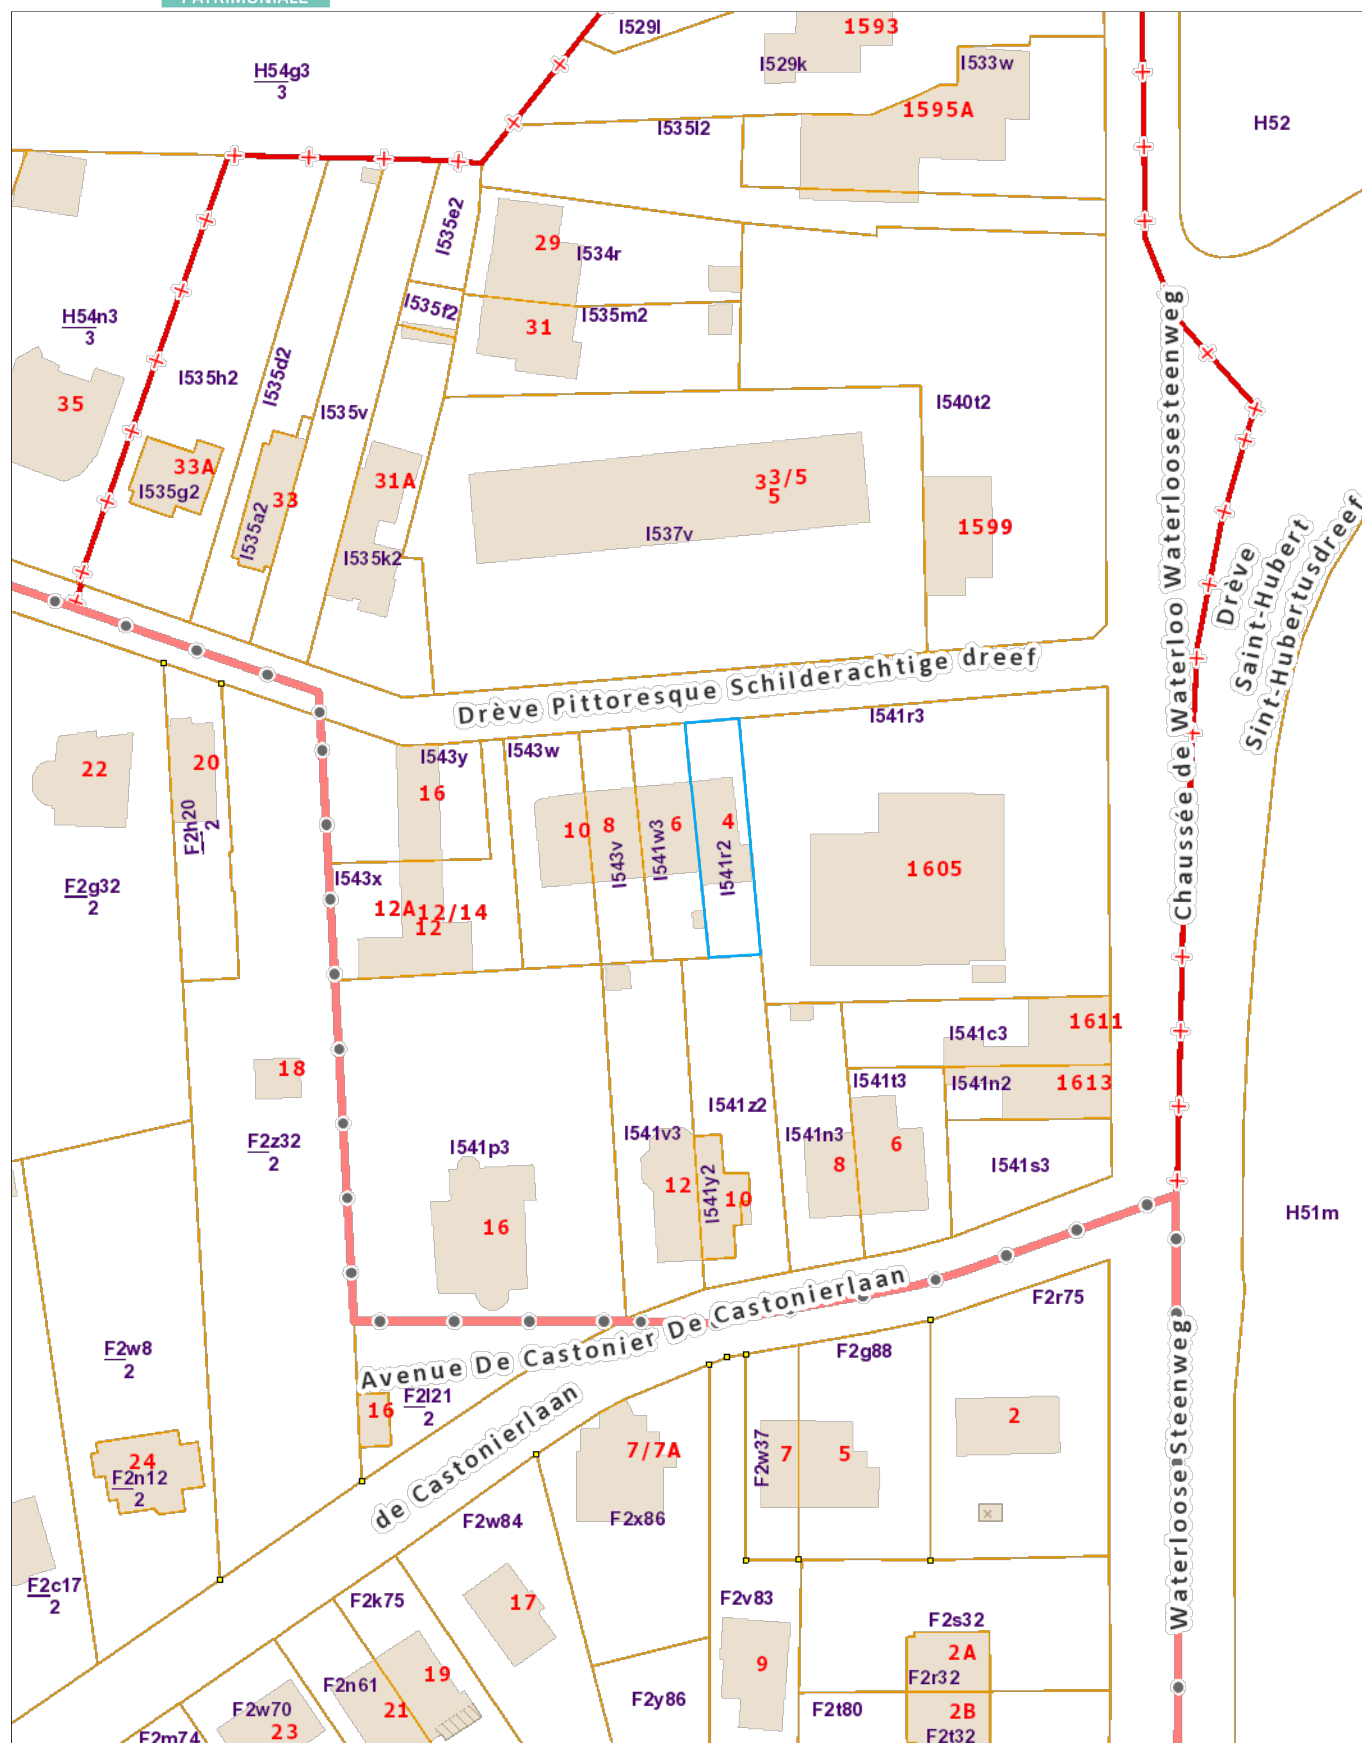 PATRIMONIALE
I529l
1593
I529k
I533w
H54g3
3
1595A
I535l2
H52
I535e2
29
I534r
I535f2
31
I535m2
H54n3
3
I535h2
I535d2
I535v
35
I540t2
33A
I535g2
33
I535a2
31A
I535k2
33/5
5
I537v
1599
Chaussée de Waterloo Waterloosesteenweg
Drève
Saint-Hubert
Sint-Hubertusdreef
Drève Pittoresque Schilderachtige dreef
I541r3
I543y
I543w
22
20
16
10
8
6
4
F2h20
2
I543v
I541w3
I541r2
1605
F2g32
2
I543x
12A
12/14
12
I541c3
1611
18
I541t3
I541n2
1613
I541z2
F2z32
2
I541p3
I541v3
I541n3
6
I541s3
8
12
I541y2
10
16
H51m
Avenue De Castonier De Castonierlaan
F2r75
F2w8
2
F2g88
16
F2l21
2
de Castonierlaan
2
24
F2n12
2
7/7A
F2w37
7
5
Waterloose Steenweg
F2w84
F2x86
F2c17
2
F2k75
17
F2v83
F2s32
2A
9
F2r32
19
F2n61
F2y86
F2w70
21
23
F2t80
2B
F2m74
F2t32